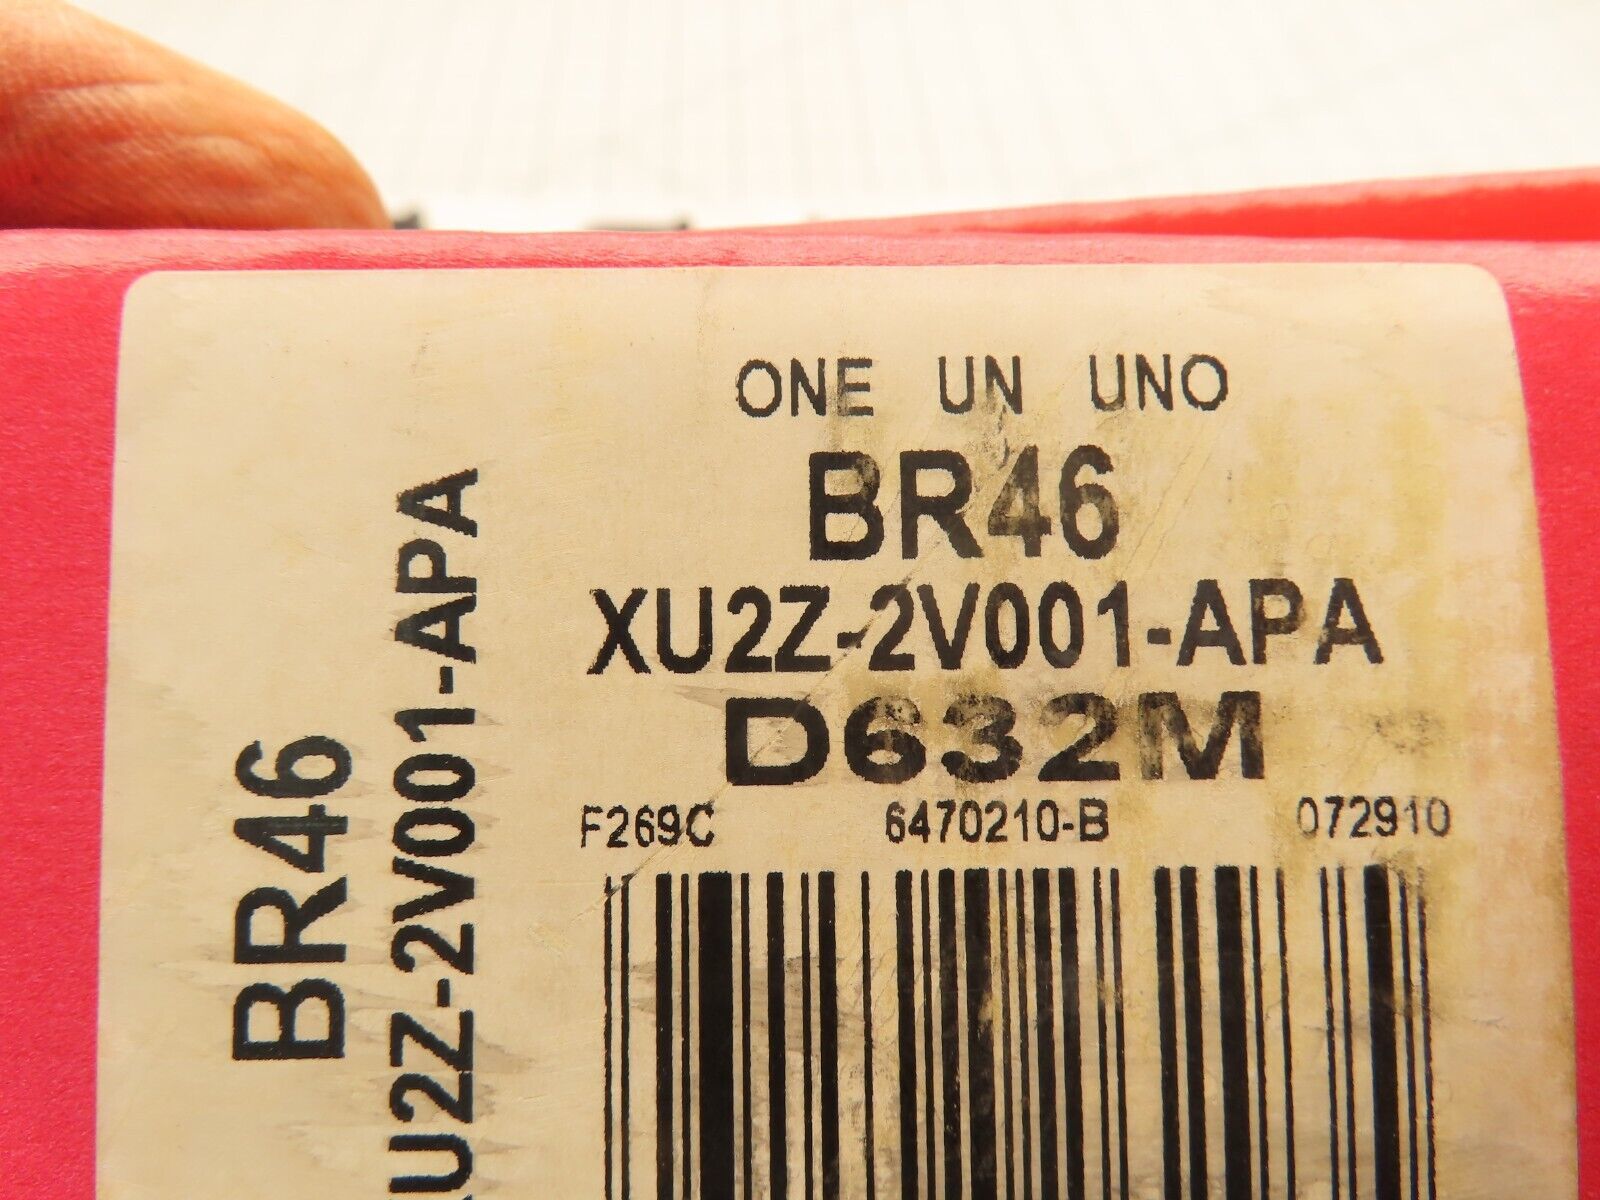 ONE UN UNO
BR46
XU2Z-2V001-APA
D632M
F269C 6470210-B 072910
BR46
XU2Z-2V001-APA